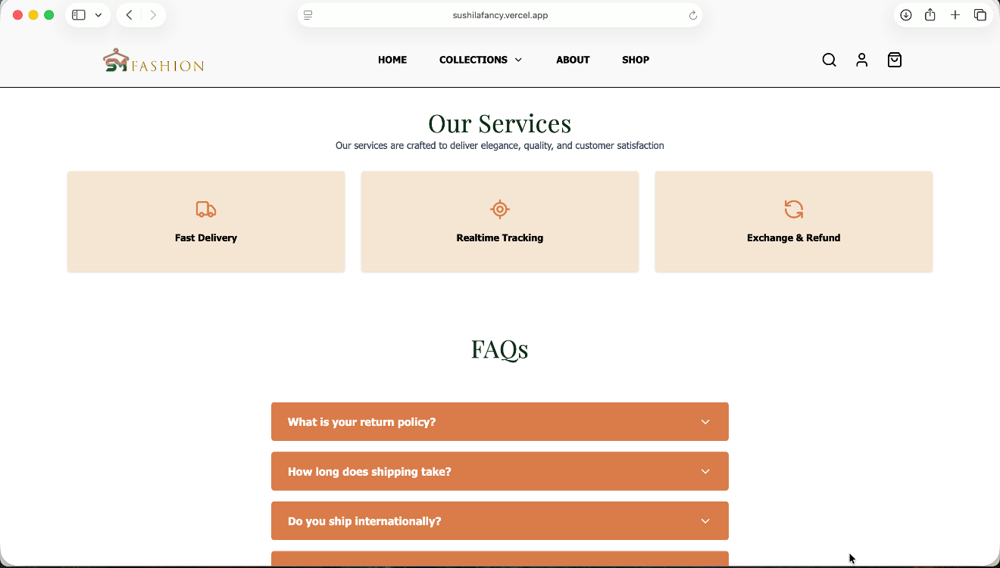 sushilafancy.vercel.app
SM FASHION
HOME
COLLECTIONS
ABOUT
SHOP
Our Services
Our services are crafted to deliver elegance, quality, and customer satisfaction
Fast Delivery
Realtime Tracking
Exchange & Refund
FAQs
What is your return policy?
How long does shipping take?
Do you ship internationally?